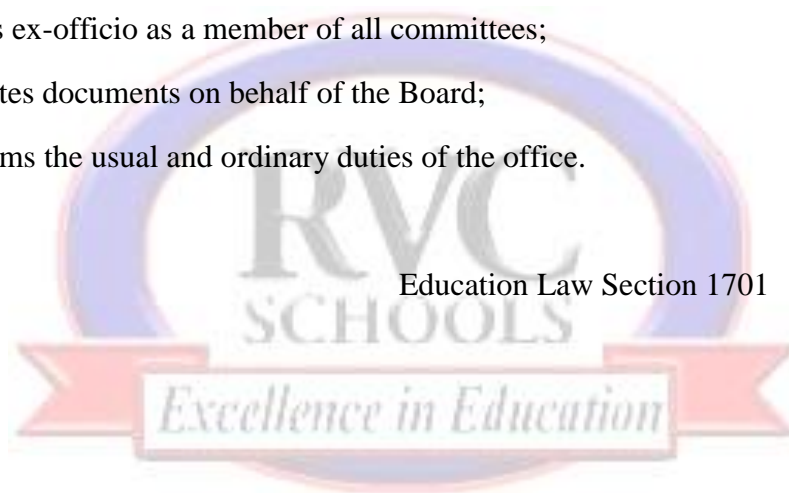 s ex-officio as a member of all committees;
tes documents on behalf of the Board;
ms the usual and ordinary duties of the office.
RVC
Education Law Section 1701
SCHOOLS
Excellence in Education